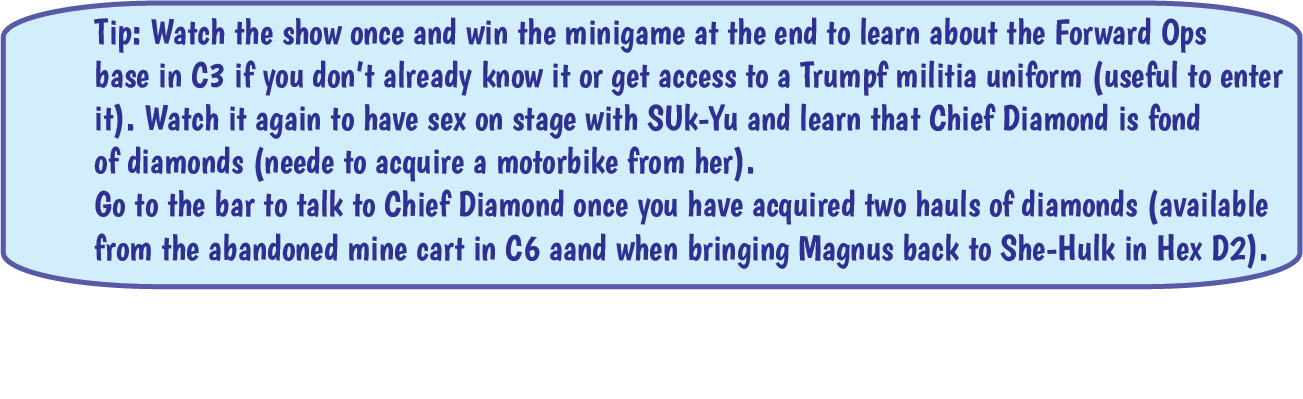 Tip: Watch the show once and win the minigame at the end to learn about the Forward Ops
base in C3 if you don't already know it or get access to a Trumpf militia uniform (useful to enter
it). Watch it again to have sex on stage with SUk-Yu and learn that Chief Diamond is fond
of diamonds (neede to acquire a motorbike from her).
Go to the bar to talk to Chief Diamond once you have acquired two hauls of diamonds (available
from the abandoned mine cart in C6 aand when bringing Magnus back to She-Hulk in Hex D2).